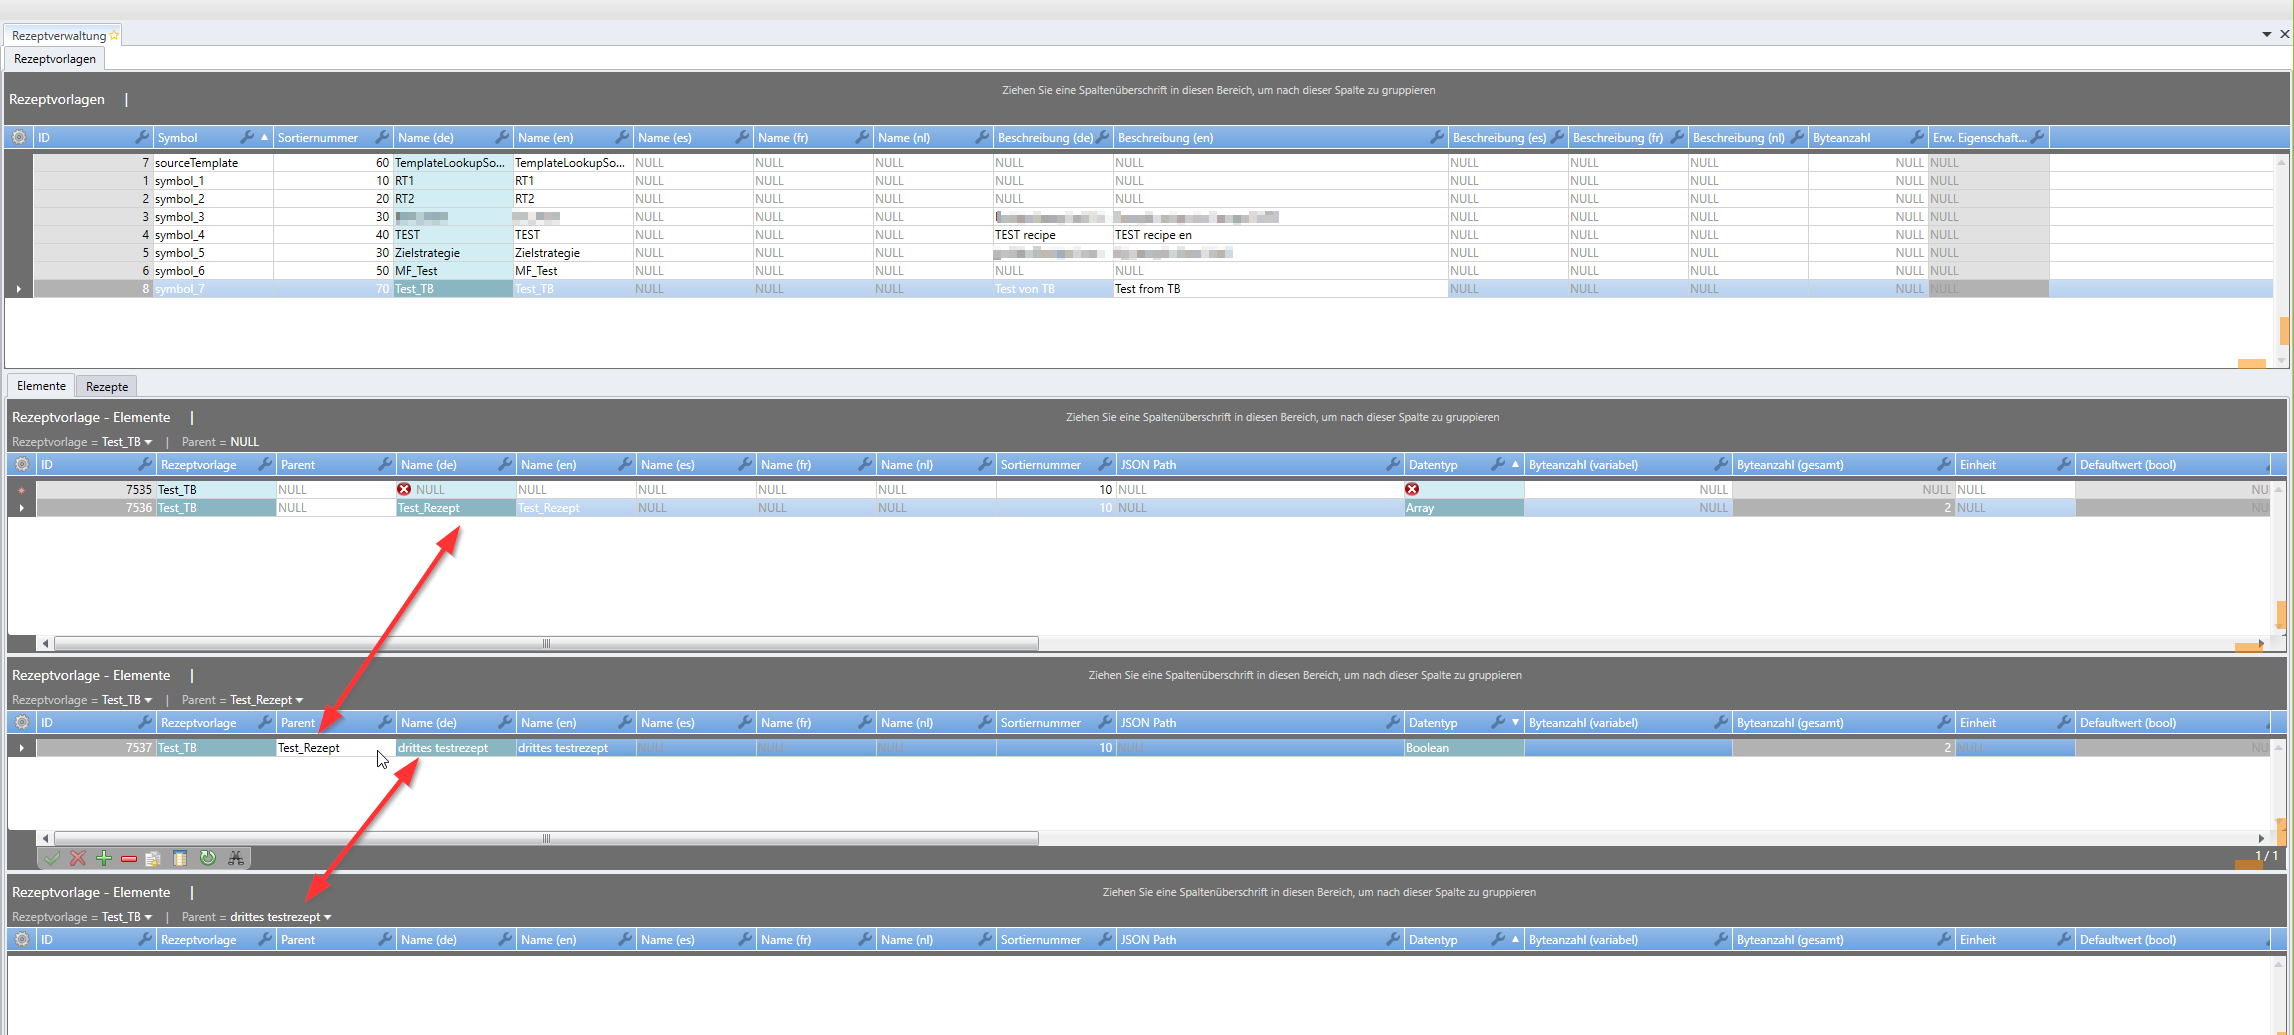 Rezeptverwaltung
Rezeptvorlagen
Rezeptvorlagen | Ziehen Sie eine Spaltenüberschrift in diesen Bereich, um nach dieser Spalte zu gruppieren
ID Symbol Sortiernummer Name (de) Name (en) Name (es) Name (fr) Name (nl) Beschreibung (de) Beschreibung (en) Beschreibung (es) Beschreibung (fr) Beschreibung (nl) Byteanzahl Erw. Eigenschaft...
7 sourceTemplate 60 TemplateLookupSo... TemplateLookupSo... NULL NULL NULL NULL NULL NULL NULL NULL NULL NULL
1 symbol_1 10 RT1 RT1 NULL NULL NULL NULL NULL NULL NULL NULL NULL NULL
2 symbol_2 20 RT2 RT2 NULL NULL NULL NULL NULL NULL NULL NULL NULL NULL
3 symbol_3 30 NULL NULL NULL NULL NULL NULL NULL NULL
4 symbol_4 40 TEST TEST NULL NULL NULL TEST recipe TEST recipe en NULL NULL NULL NULL NULL
5 symbol_5 30 Zielstrategie Zielstrategie NULL NULL NULL NULL NULL NULL NULL NULL
6 symbol_6 50 MF_Test MF_Test NULL NULL NULL NULL NULL NULL NULL NULL NULL NULL
8 symbol_7 70 Test_TB Test_TB NULL NULL NULL Test von TB Test from TB NULL NULL NULL NULL NULL
Elemente Rezepte
Rezeptvorlage - Elemente | Ziehen Sie eine Spaltenüberschrift in diesen Bereich, um nach dieser Spalte zu gruppieren
Rezeptvorlage = Test_TB | Parent = NULL
ID Rezeptvorlage Parent Name (de) Name (en) Name (es) Name (fr) Name (nl) Sortiernummer JSON Path Datentyp Byteanzahl (variabel) Byteanzahl (gesamt) Einheit Defaultwert (bool)
7535 Test_TB NULL NULL NULL NULL NULL NULL 10 NULL NULL NULL NULL NU
7536 Test_TB NULL Test_Rezept Test_Rezept NULL NULL NULL 10 NULL Array NULL 2 NULL NU
Rezeptvorlage - Elemente | Ziehen Sie eine Spaltenüberschrift in diesen Bereich, um nach dieser Spalte zu gruppieren
Rezeptvorlage = Test_TB | Parent = Test_Rezept
ID Rezeptvorlage Parent Name (de) Name (en) Name (es) Name (fr) Name (nl) Sortiernummer JSON Path Datentyp Byteanzahl (variabel) Byteanzahl (gesamt) Einheit Defaultwert (bool)
7537 Test_TB Test_Rezept drittes testrezept drittes testrezept NULL NULL NULL 10 NULL Boolean 2 NULL NU
1 / 1
Rezeptvorlage - Elemente | Ziehen Sie eine Spaltenüberschrift in diesen Bereich, um nach dieser Spalte zu gruppieren
Rezeptvorlage = Test_TB | Parent = drittes testrezept
ID Rezeptvorlage Parent Name (de) Name (en) Name (es) Name (fr) Name (nl) Sortiernummer JSON Path Datentyp Byteanzahl (variabel) Byteanzahl (gesamt) Einheit Defaultwert (bool)